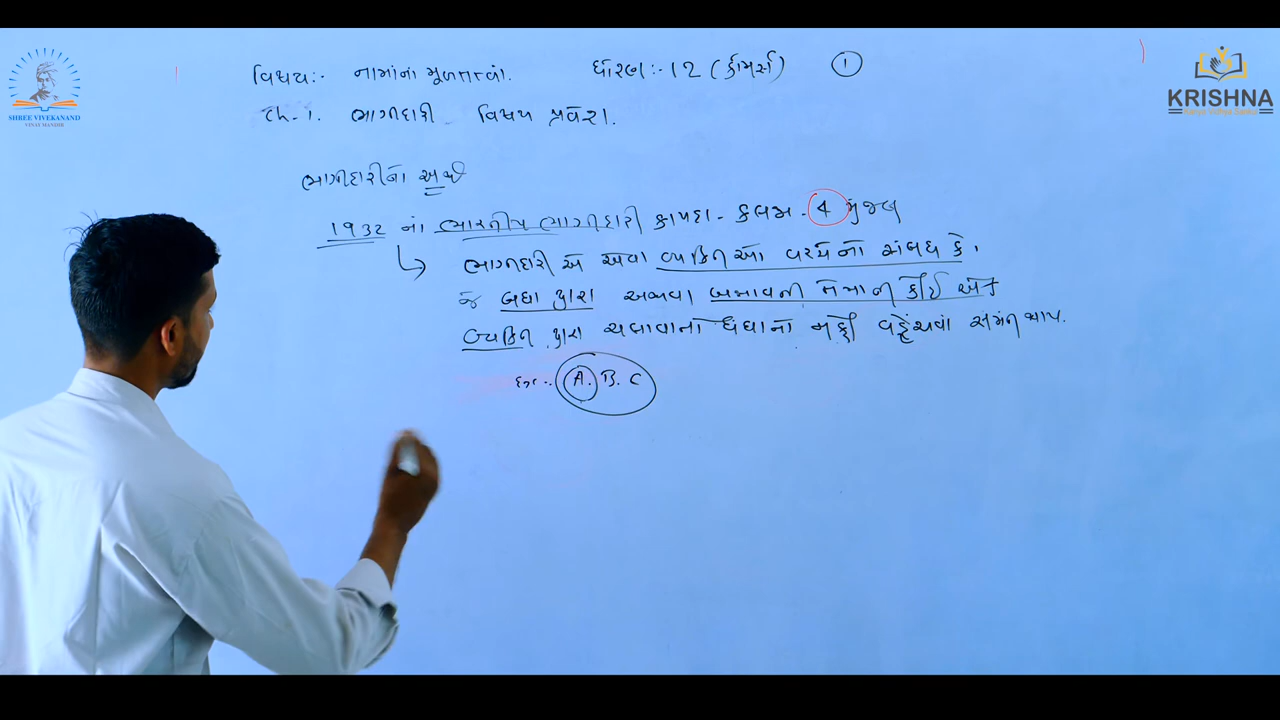 વિષય:- નામાંના મૂળતત્વો. ધોરણ:- 12 (કોમર્સ) 1
Ch. 1. ભાગીદારી વિષય પ્રવેશ.
ભાગીદારીનો અર્થ
1932 નાં ભારતીય ભાગીદારી કાયદા - કલમ - 4 મુજબ
ભાગીદારી એ એવા વ્યક્તિઓ વચ્ચેનો સંબંધ કે,
જે બધા દ્વારા અથવા બધાવતી તેમાની કોઈ એક
વ્યક્તિ દ્વારા ચલાવાતો ધંધાનો નફો વહેંચવા સંમત થાય.
A. B. C
SHREE VIVEKANAND
VINAY MANDIR
KRISHNA